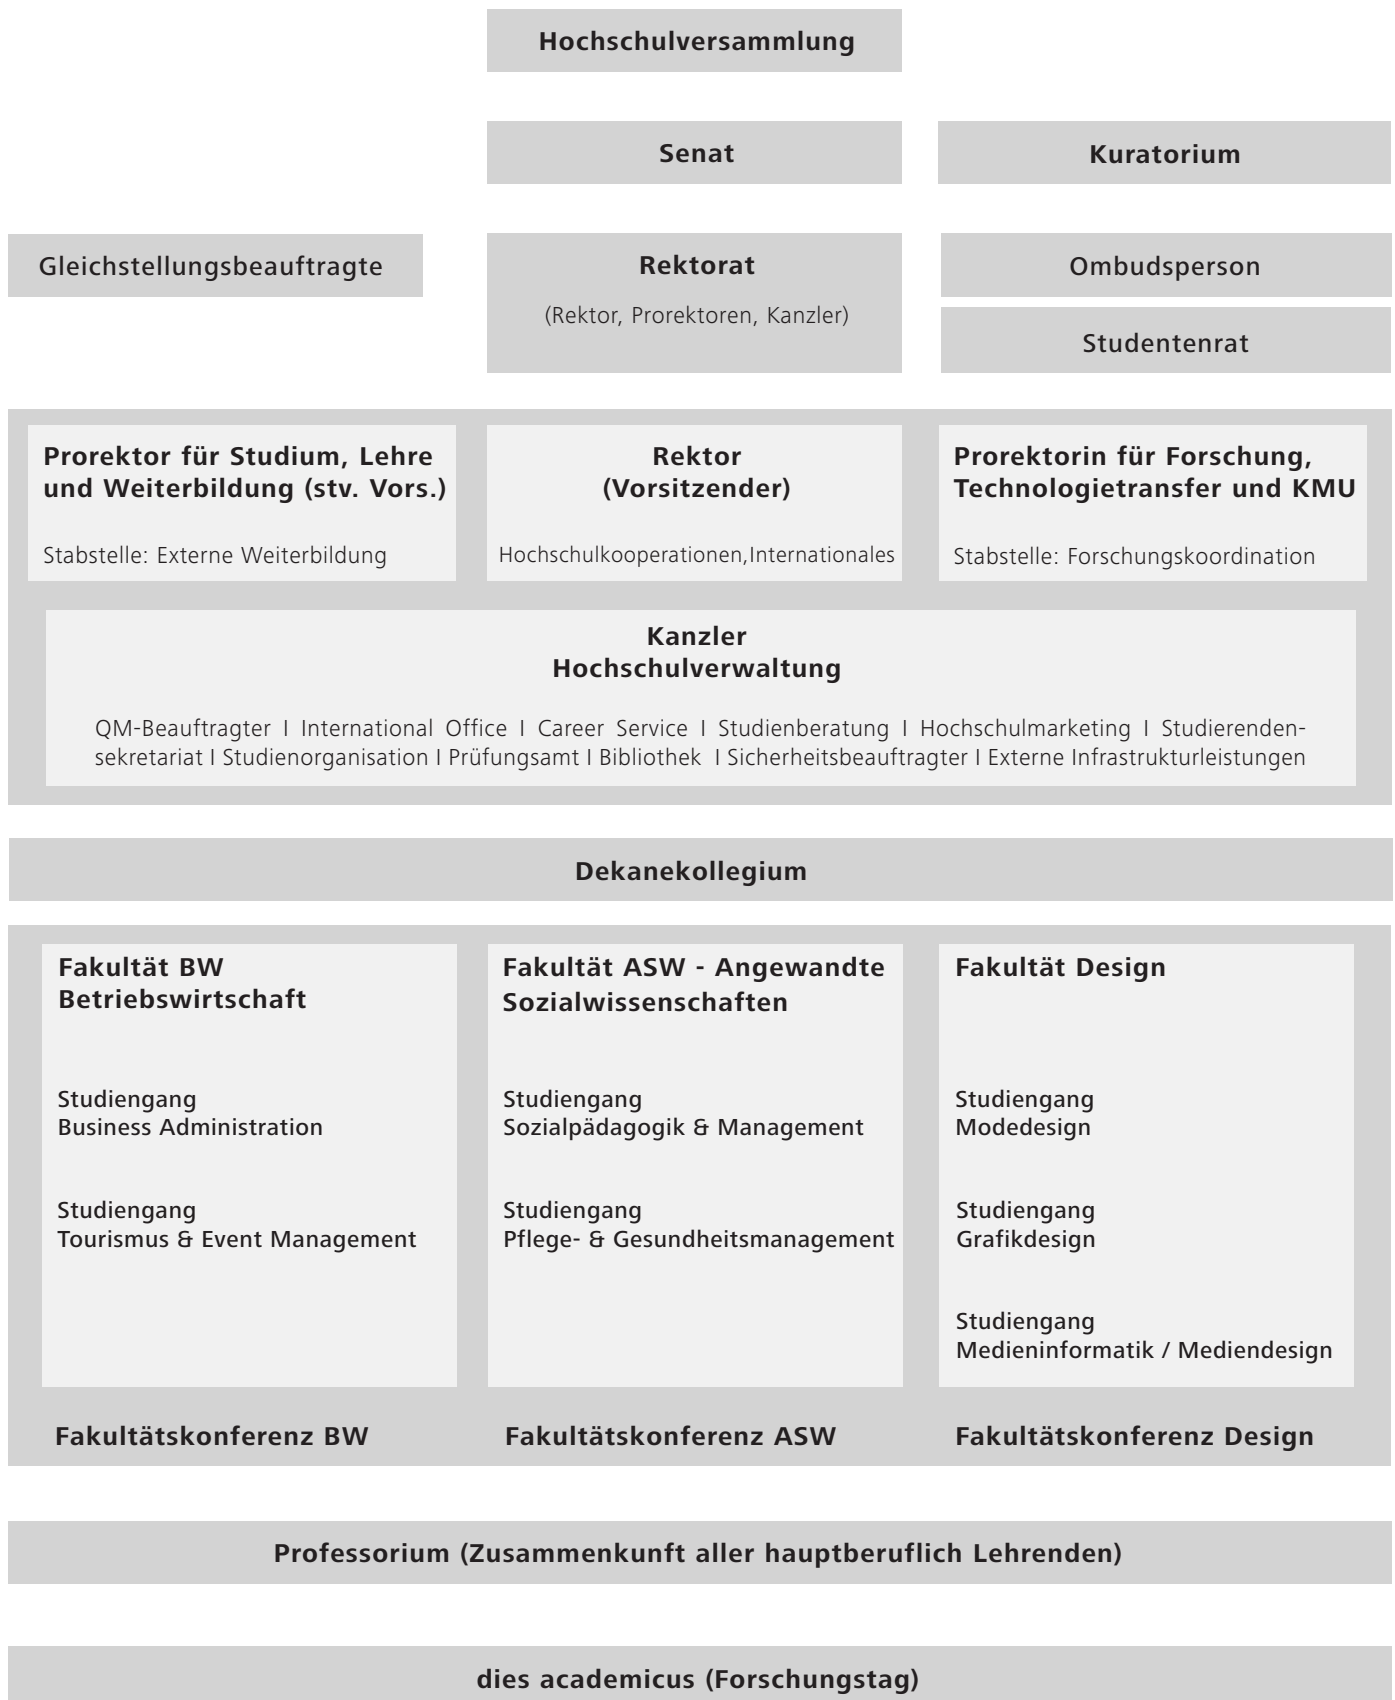 Hochschulversammlung
Senat
Kuratorium
Gleichstellungsbeauftragte
Rektorat
(Rektor, Prorektoren, Kanzler)
Ombudsperson
Studentenrat
Prorektor für Studium, Lehre
und Weiterbildung (stv. Vors.)
Stabstelle: Externe Weiterbildung
Rektor
(Vorsitzender)
Hochschulkooperationen,Internationales
Prorektorin für Forschung,
Technologietransfer und KMU
Stabstelle: Forschungskoordination
Kanzler
Hochschulverwaltung
QM-Beauftragter I International Office I Career Service I Studienberatung I Hochschulmarketing I Studierenden-
sekretariat I Studienorganisation I Prüfungsamt I Bibliothek I Sicherheitsbeauftragter I Externe Infrastrukturleistungen
Dekanekollegium
Fakultät BW
Betriebswirtschaft
Studiengang
Business Administration
Studiengang
Tourismus & Event Management
Fakultätskonferenz BW
Fakultät ASW - Angewandte
Sozialwissenschaften
Studiengang
Sozialpädagogik & Management
Studiengang
Pflege- & Gesundheitsmanagement
Fakultätskonferenz ASW
Fakultät Design
Studiengang
Modedesign
Studiengang
Grafikdesign
Studiengang
Medieninformatik / Mediendesign
Fakultätskonferenz Design
Professorium (Zusammenkunft aller hauptberuflich Lehrenden)
dies academicus (Forschungstag)